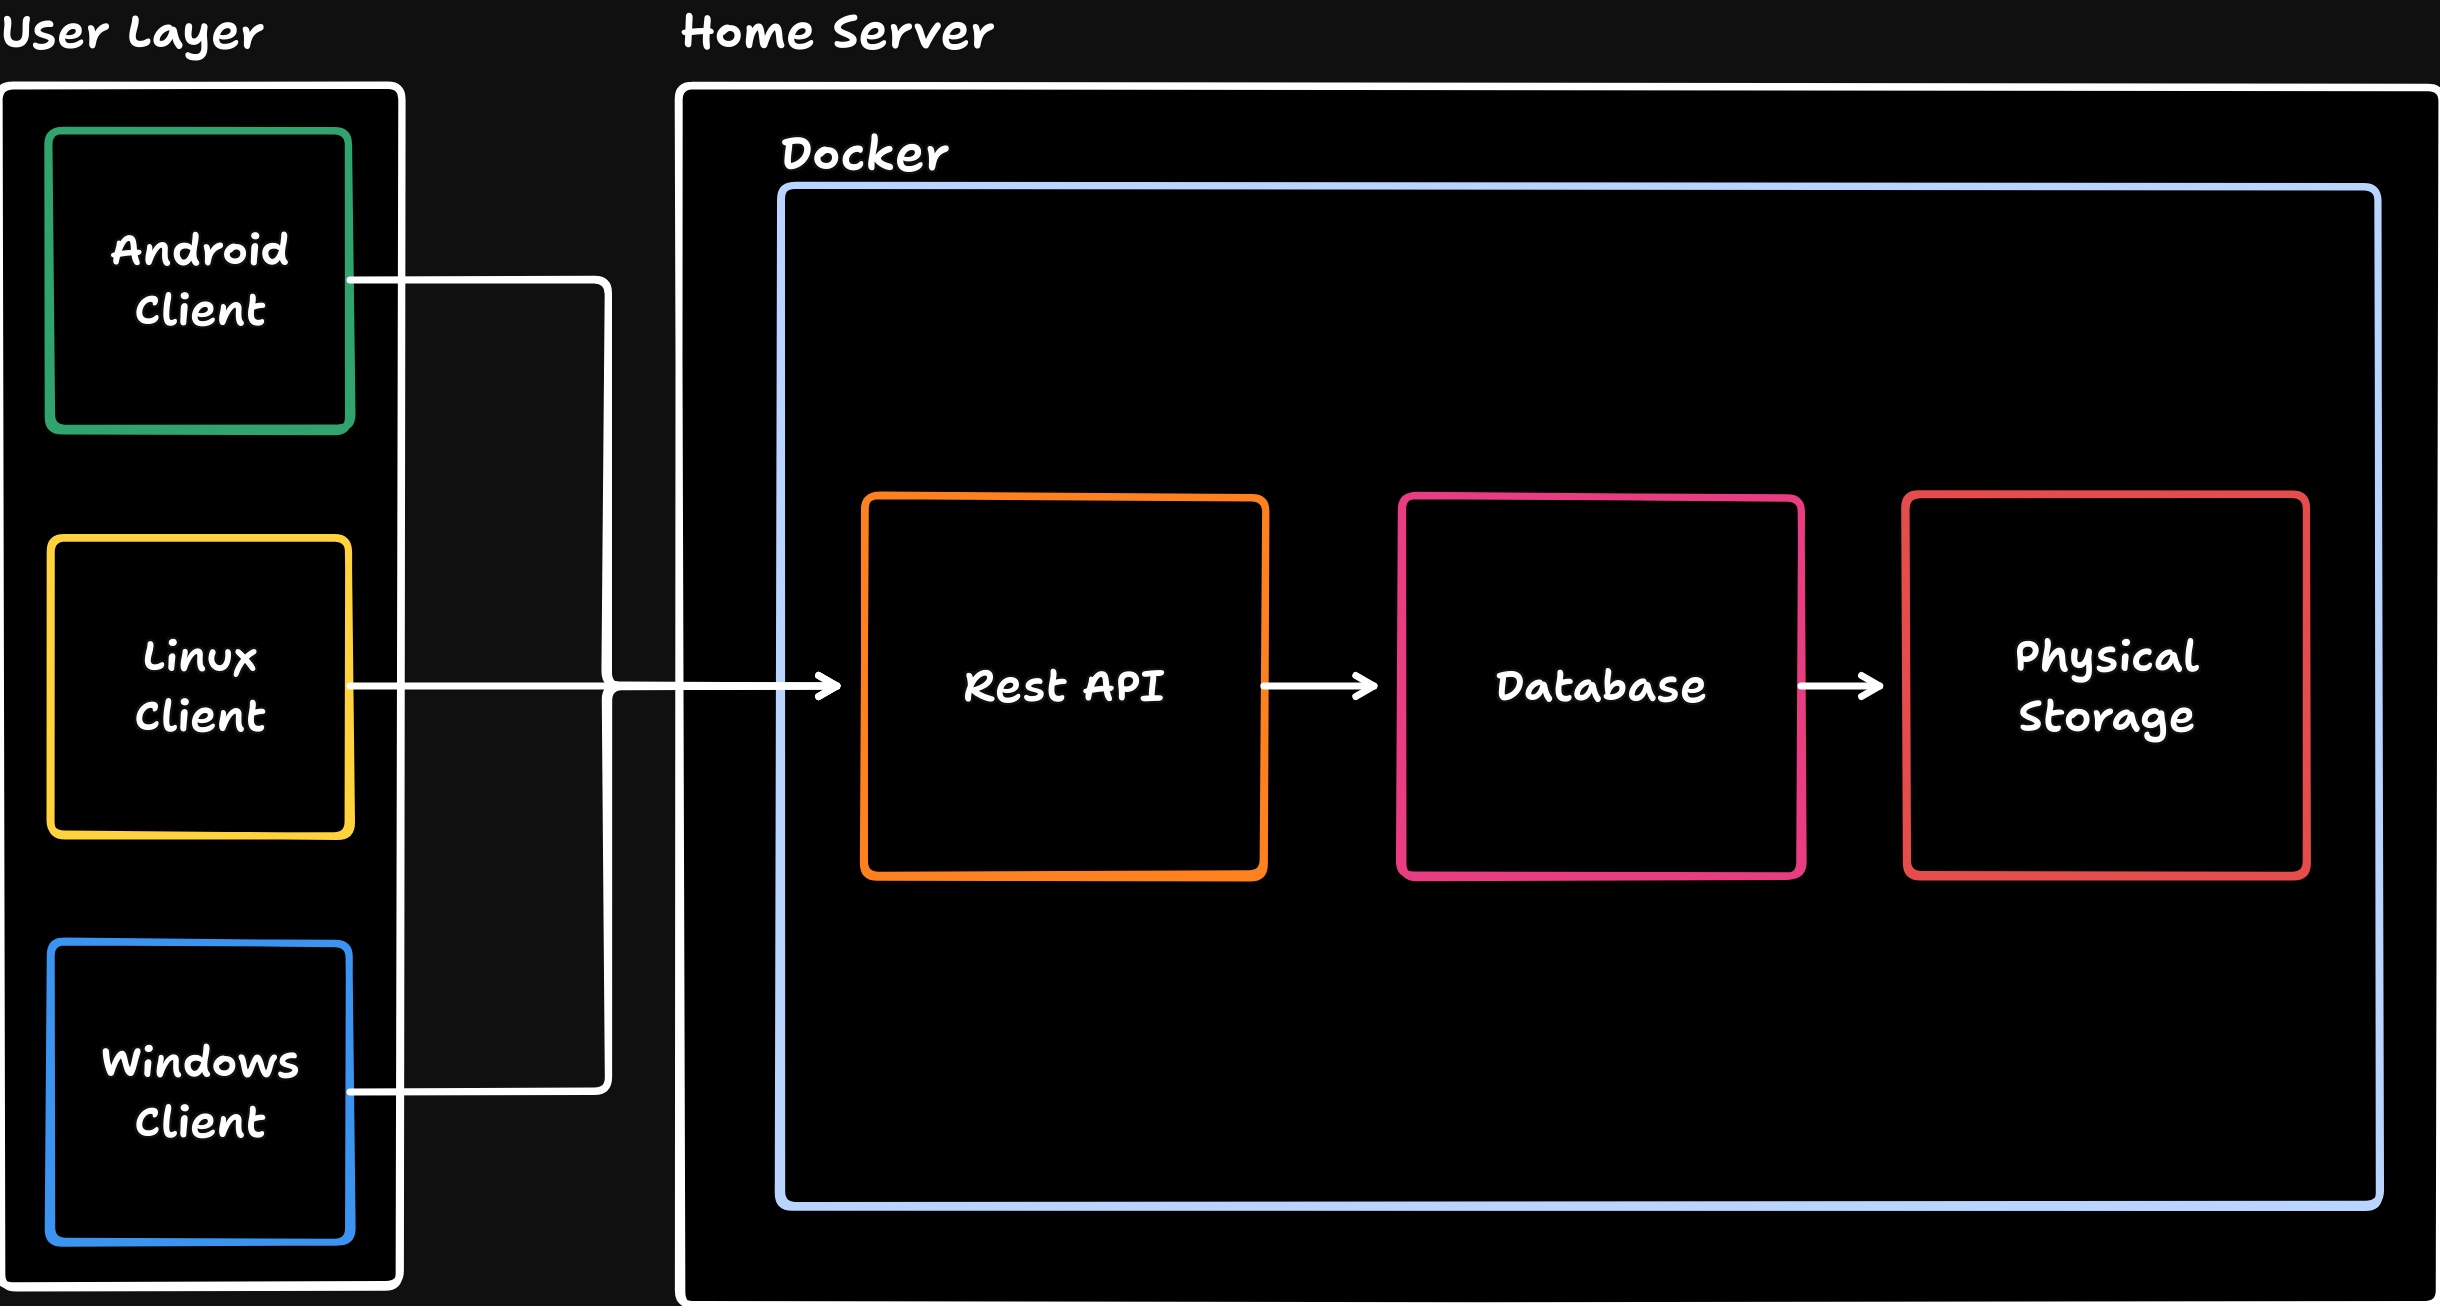 User Layer
Android
Client
Linux
Client
Windows
Client
Home Server
Docker
Rest API
Database
Physical
Storage